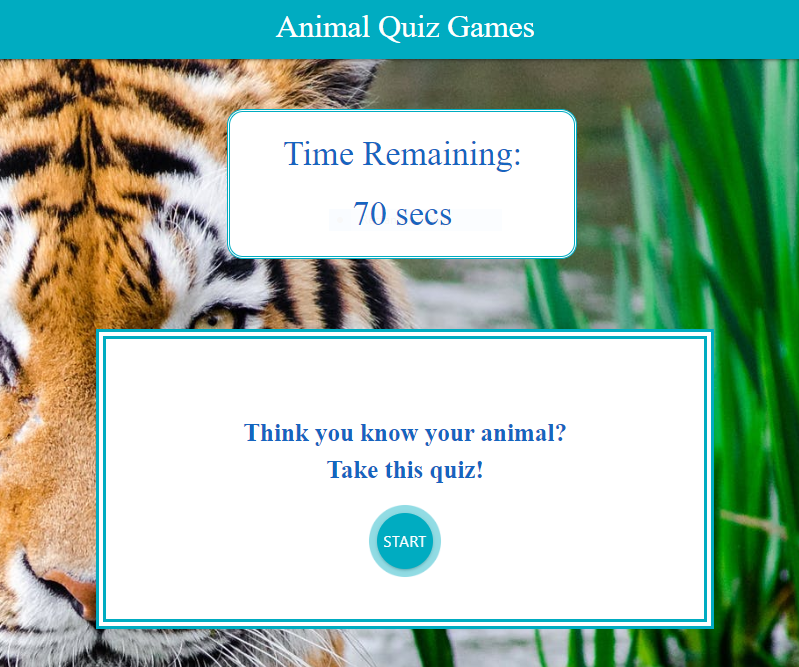 Animal Quiz Games
Time Remaining:
70 secs
Think you know your animal?
Take this quiz!
START